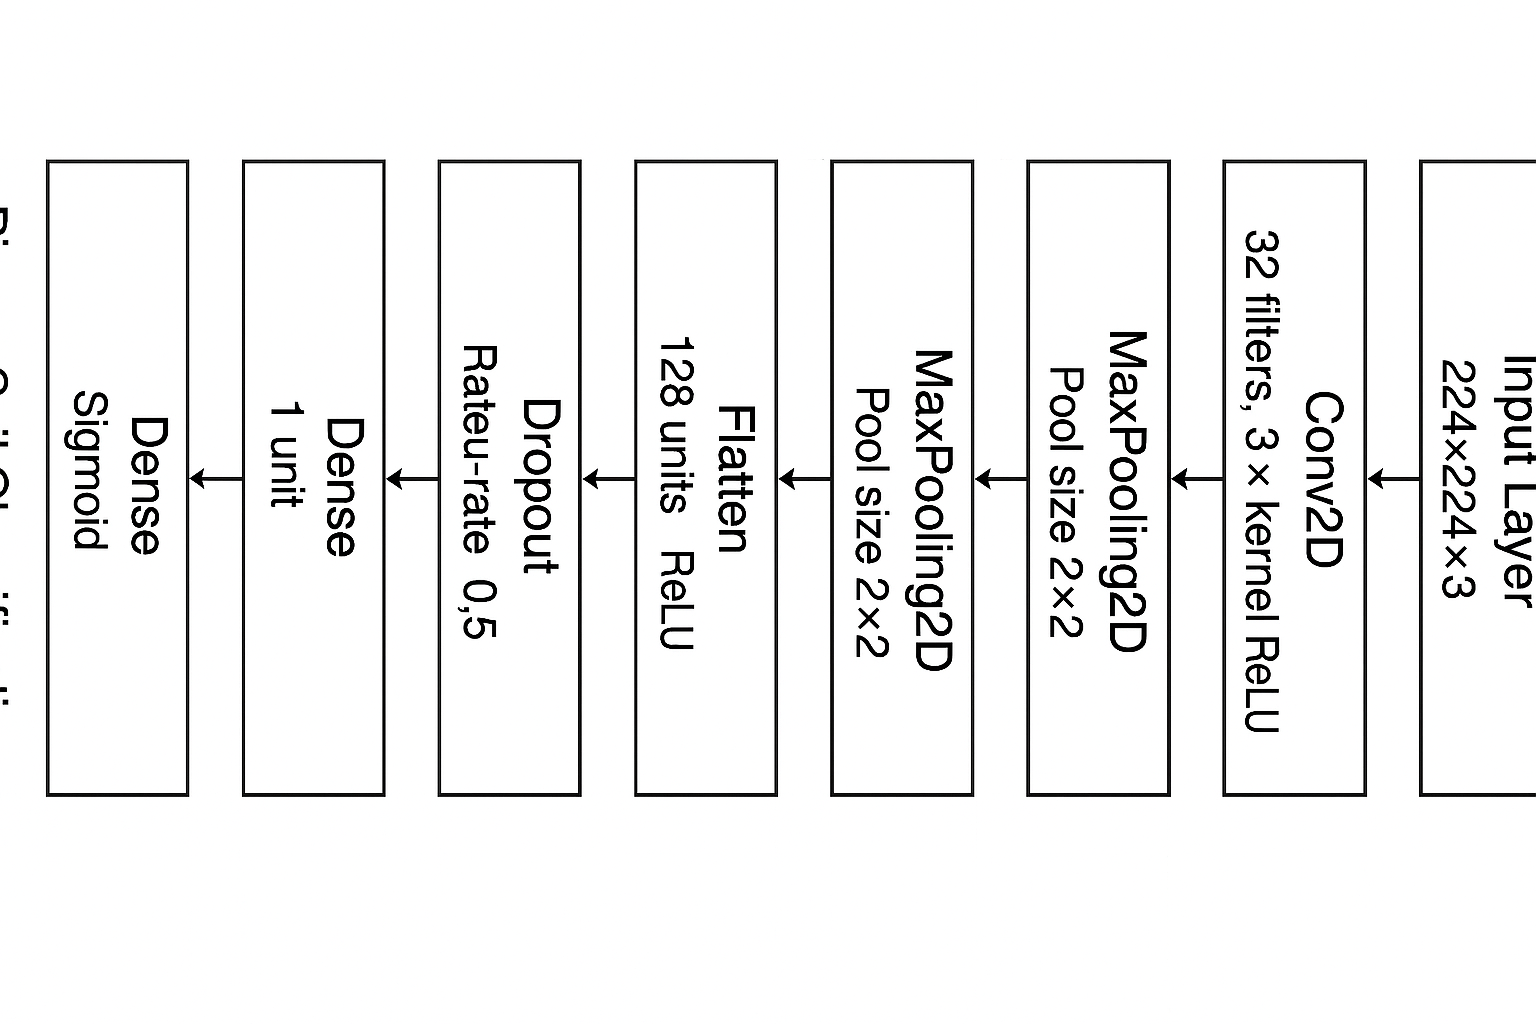 Input Layer
224×224×3
Conv2D
32 filters, 3 × kernel ReLU
MaxPooling2D
Pool size 2×2
MaxPooling2D
Pool size 2×2
Flatten
128 units ReLU
Dropout
Rateu-rate 0,5
Dense
1 unit
Dense
Sigmoid